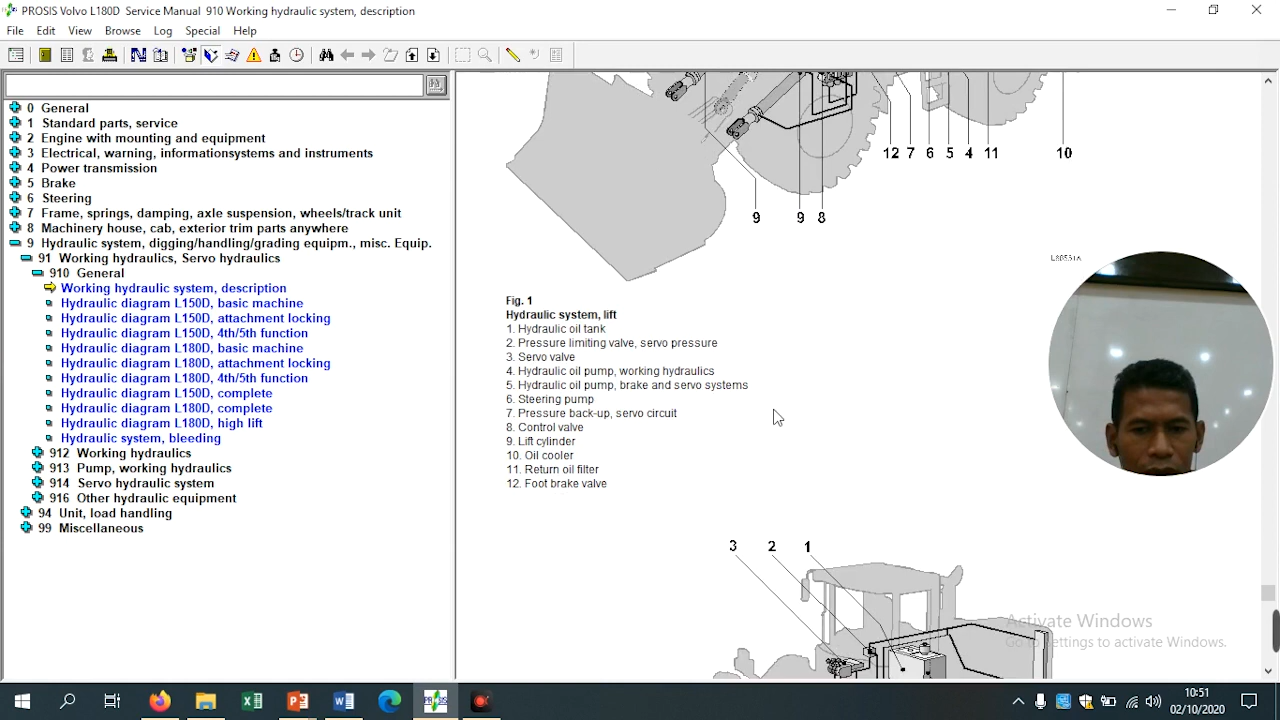 PROSIS Volvo L180D Service Manual 910 Working hydraulic system, description
File Edit View Browse Log Special Help
0 General
1 Standard parts, service
2 Engine with mounting and equipment
3 Electrical, warning, informationsystems and instruments
4 Power transmission
5 Brake
6 Steering
7 Frame, springs, damping, axle suspension, wheels/track unit
8 Machinery house, cab, exterior trim parts anywhere
9 Hydraulic system, digging/handling/grading equipm., misc. Equip.
91 Working hydraulics, Servo hydraulics
910 General
Working hydraulic system, description
Hydraulic diagram L150D, basic machine
Hydraulic diagram L150D, attachment locking
Hydraulic diagram L150D, 4th/5th function
Hydraulic diagram L180D, basic machine
Hydraulic diagram L180D, attachment locking
Hydraulic diagram L180D, 4th/5th function
Hydraulic diagram L150D, complete
Hydraulic diagram L180D, complete
Hydraulic diagram L180D, high lift
Hydraulic system, bleeding
912 Working hydraulics
913 Pump, working hydraulics
914 Servo hydraulic system
916 Other hydraulic equipment
94 Unit, load handling
99 Miscellaneous
12 7 6 5 4 11 10
9 9 8
Fig. 1
Hydraulic system, lift
1. Hydraulic oil tank
2. Pressure limiting valve, servo pressure
3. Servo valve
4. Hydraulic oil pump, working hydraulics
5. Hydraulic oil pump, brake and servo systems
6. Steering pump
7. Pressure back-up, servo circuit
8. Control valve
9. Lift cylinder
10. Oil cooler
11. Return oil filter
12. Foot brake valve
3 2 1
Activate Windows
Go to Settings to activate Windows.
10:51
02/10/2020